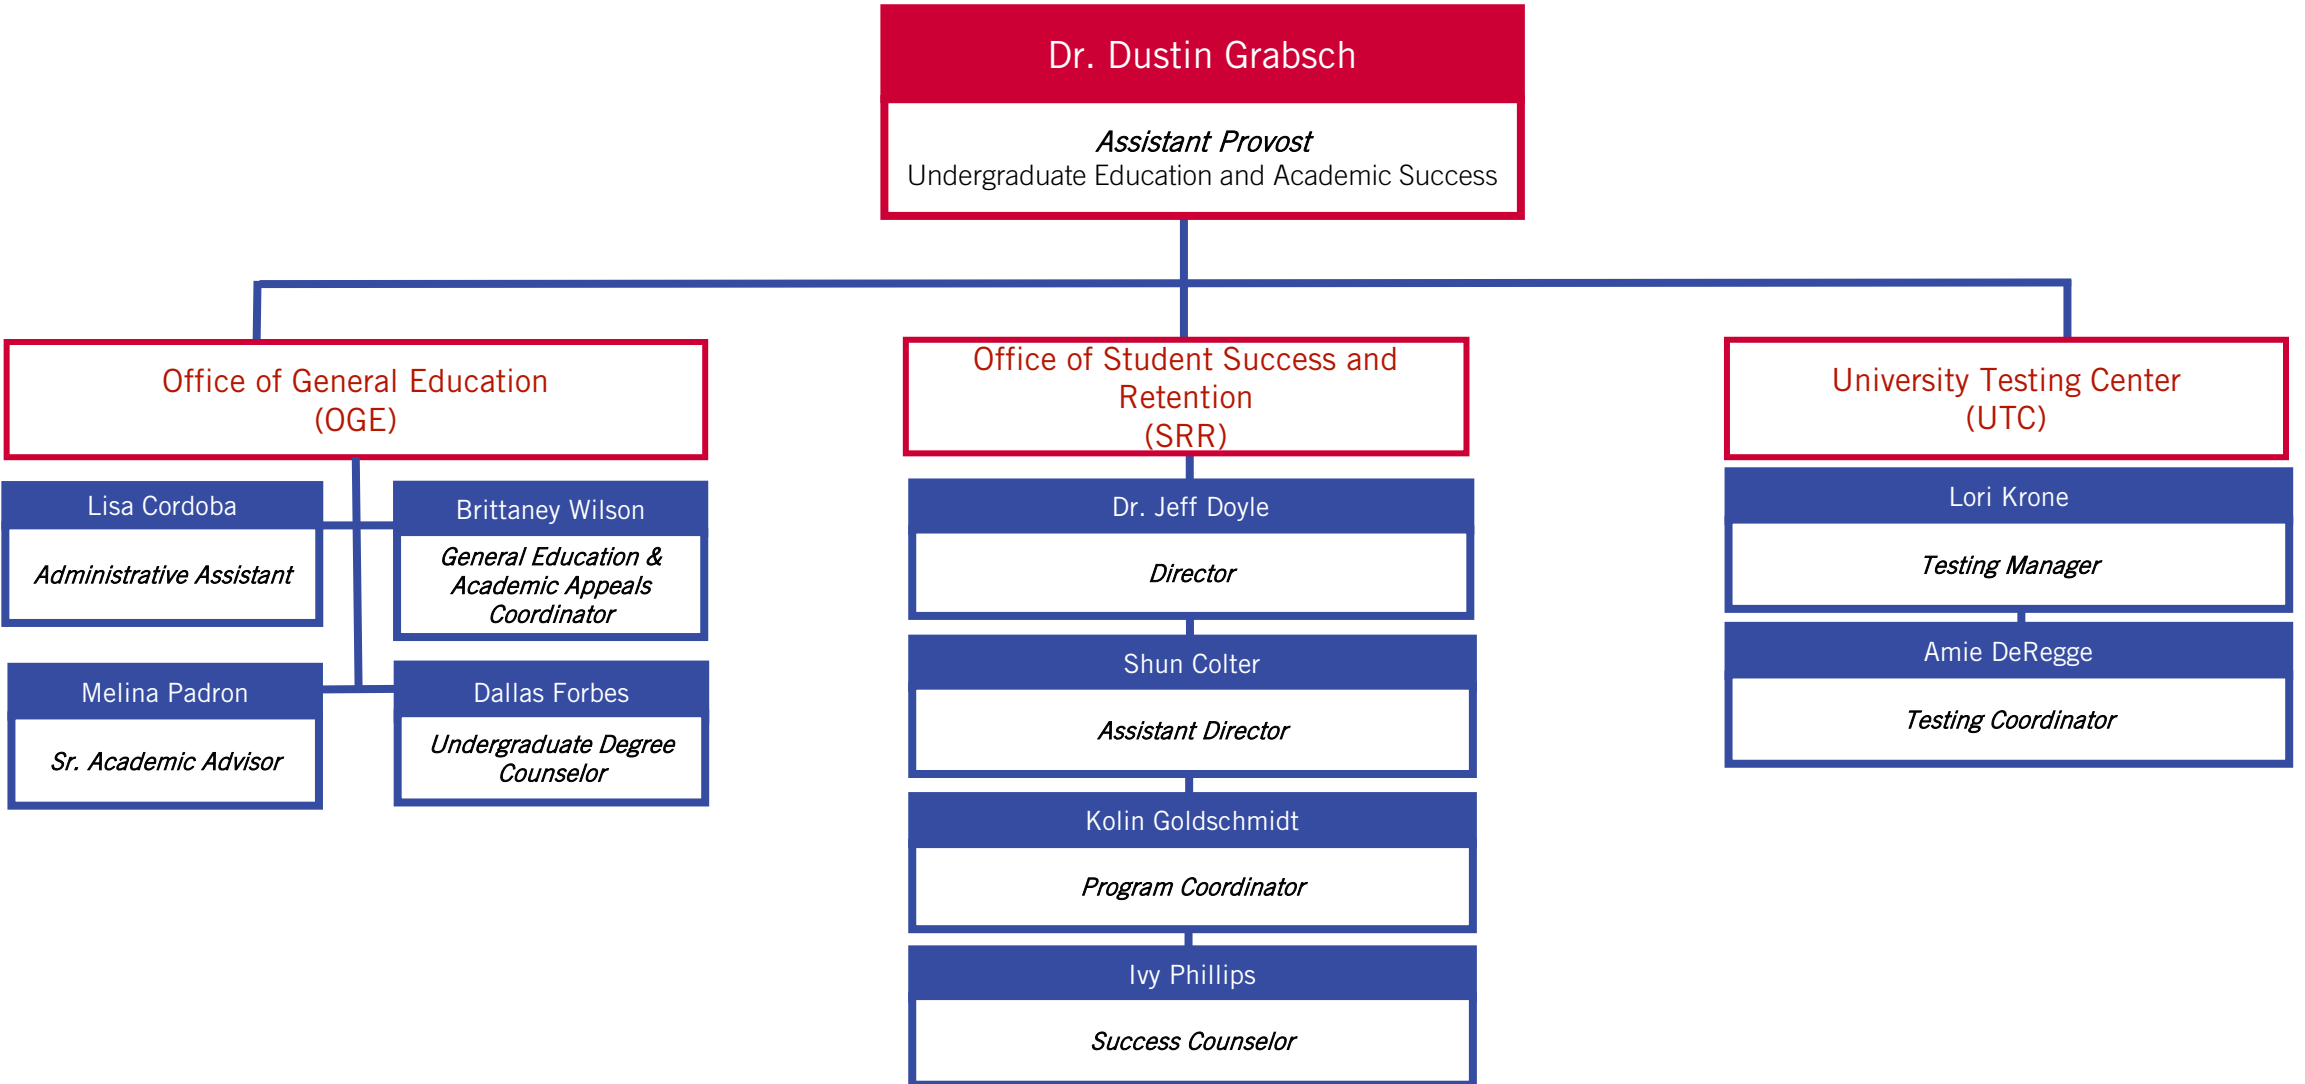 Dr. Dustin Grabsch
Assistant Provost
Undergraduate Education and Academic Success
Office of General Education
(OGE)
Lisa Cordoba
Administrative Assistant
Brittaney Wilson
General Education &
Academic Appeals
Coordinator
Melina Padron
Sr. Academic Advisor
Dallas Forbes
Undergraduate Degree
Counselor
Office of Student Success and
Retention
(SRR)
Dr. Jeff Doyle
Director
Shun Colter
Assistant Director
Kolin Goldschmidt
Program Coordinator
Ivy Phillips
Success Counselor
University Testing Center
(UTC)
Lori Krone
Testing Manager
Amie DeRegge
Testing Coordinator